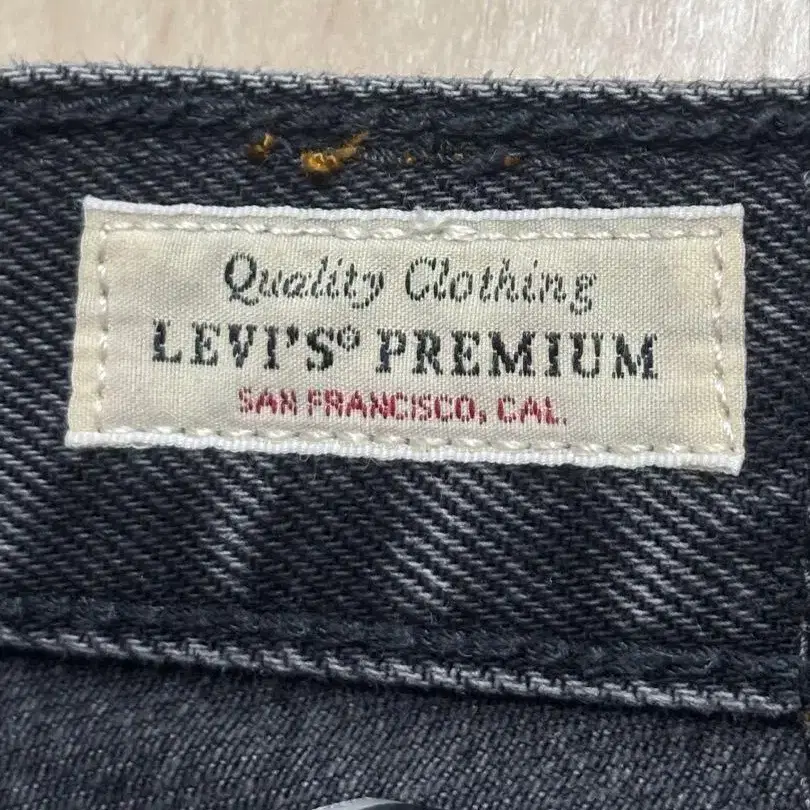 Quality Clothing
LEVI'S® PREMIUM
SAN FRANCISCO, CAL.